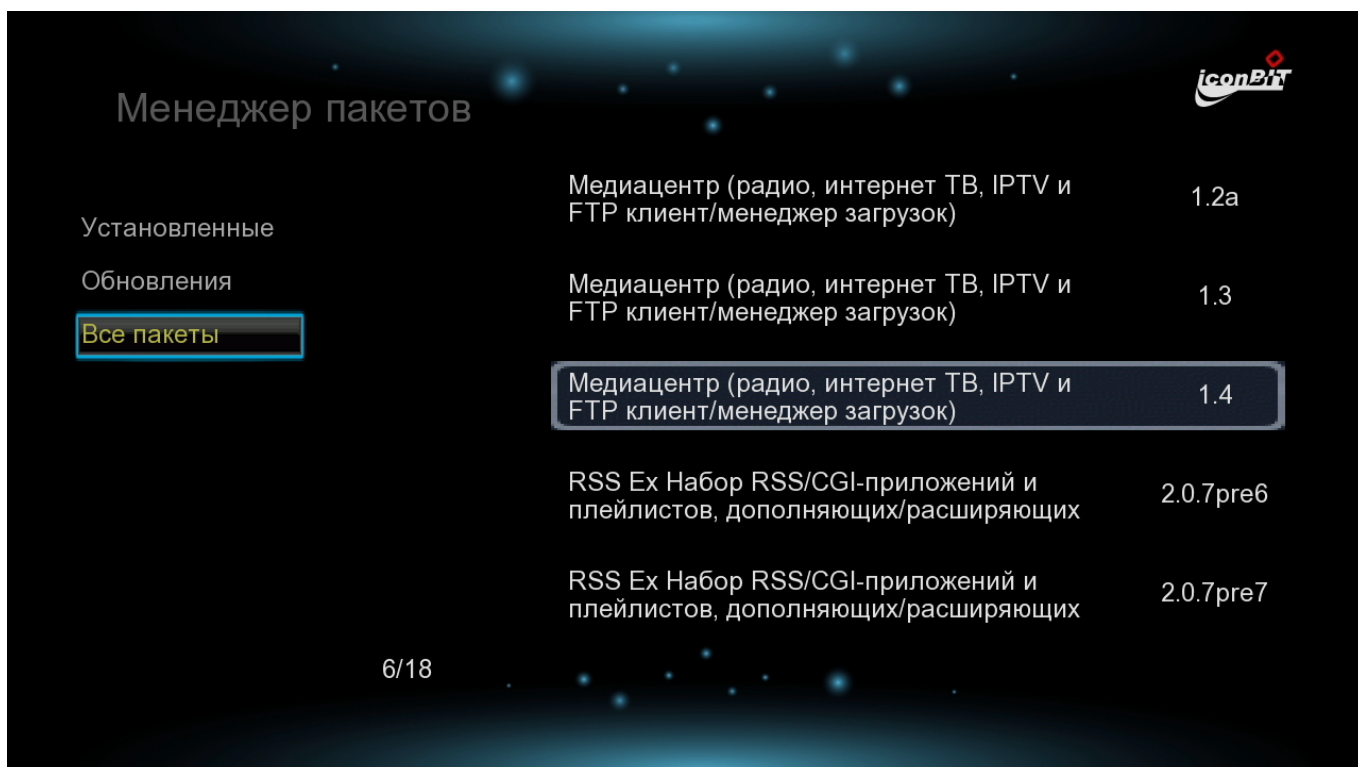 iconBIT
Менеджер пакетов
Установленные
Обновления
Все пакеты
Медиацентр (радио, интернет ТВ, IPTV и
FTP клиент/менеджер загрузок)
1.2a
Медиацентр (радио, интернет ТВ, IPTV и
FTP клиент/менеджер загрузок)
1.3
Медиацентр (радио, интернет ТВ, IPTV и
FTP клиент/менеджер загрузок)
1.4
RSS Ex Набор RSS/CGI-приложений и
плейлистов, дополняющих/расширяющих
2.0.7pre6
RSS Ex Набор RSS/CGI-приложений и
плейлистов, дополняющих/расширяющих
2.0.7pre7
6/18